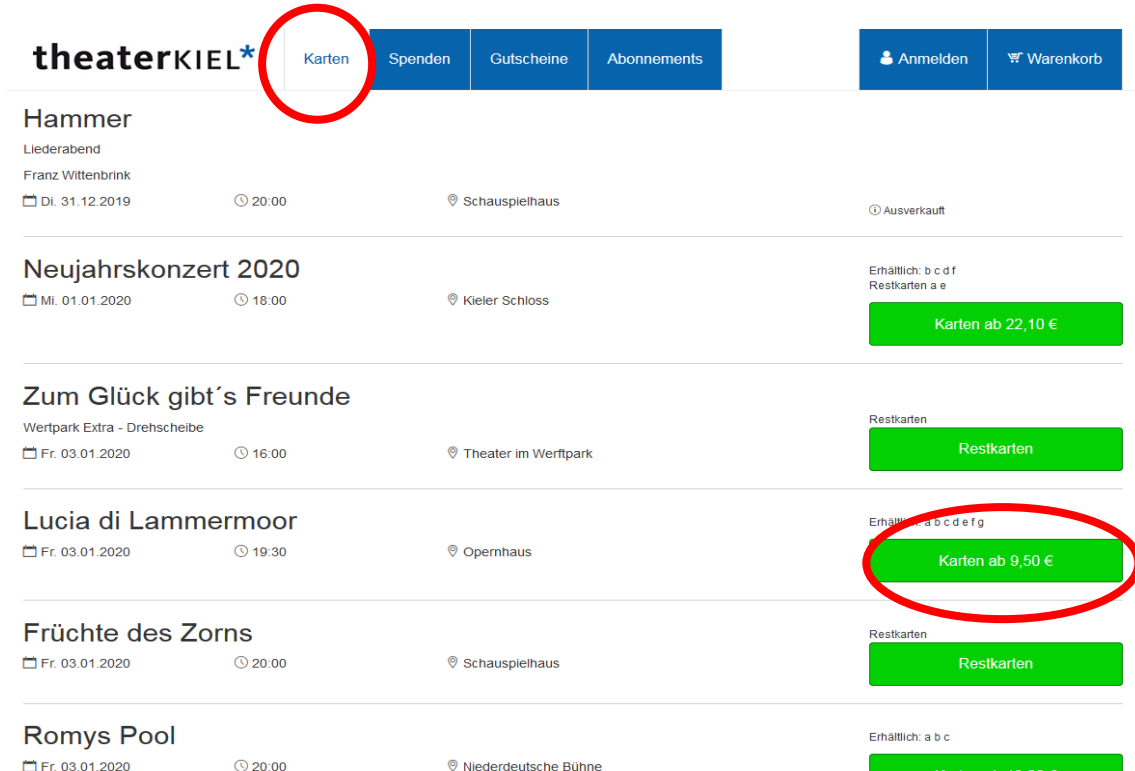 theaterKIEL*
Karten
Spenden
Gutscheine
Abonnements
Anmelden
Warenkorb
Hammer
Liederabend
Franz Wittenbrink
Di. 31.12.2019
20:00
Schauspielhaus
Ausverkauft
Neujahrskonzert 2020
Mi. 01.01.2020
18:00
Kieler Schloss
Erhältlich: b c d f
Restkarten a e
Karten ab 22,10 €
Zum Glück gibt´s Freunde
Wertpark Extra - Drehscheibe
Fr. 03.01.2020
16:00
Theater im Werftpark
Restkarten
Restkarten
Lucia di Lammermoor
Fr. 03.01.2020
19:30
Opernhaus
Erhältlich: a b c d e f g
Karten ab 9,50 €
Früchte des Zorns
Fr. 03.01.2020
20:00
Schauspielhaus
Restkarten
Restkarten
Romys Pool
Fr. 03.01.2020
20:00
Niederdeutsche Bühne
Erhältlich: a b c